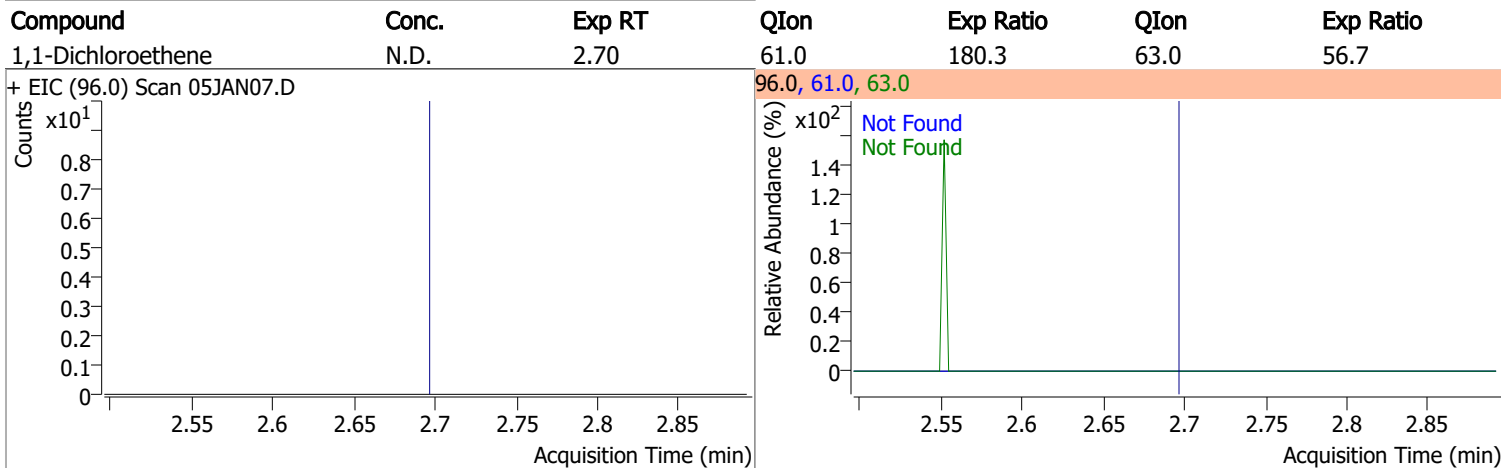 Compound Conc. Exp RT QIon Exp Ratio QIon Exp Ratio
1,1-Dichloroethene N.D. 2.70 61.0 180.3 63.0 56.7
+ EIC (96.0) Scan 05JAN07.D
Counts
x10¹
0.8
0.7
0.6
0.5
0.4
0.3
0.2
0.1
0
2.55 2.6 2.65 2.7 2.75 2.8 2.85
Acquisition Time (min)
96.0, 61.0, 63.0
Relative Abundance (%)
x10²
Not Found
Not Found
1.4
1.2
1
0.8
0.6
0.4
0.2
0
2.55 2.6 2.65 2.7 2.75 2.8 2.85
Acquisition Time (min)